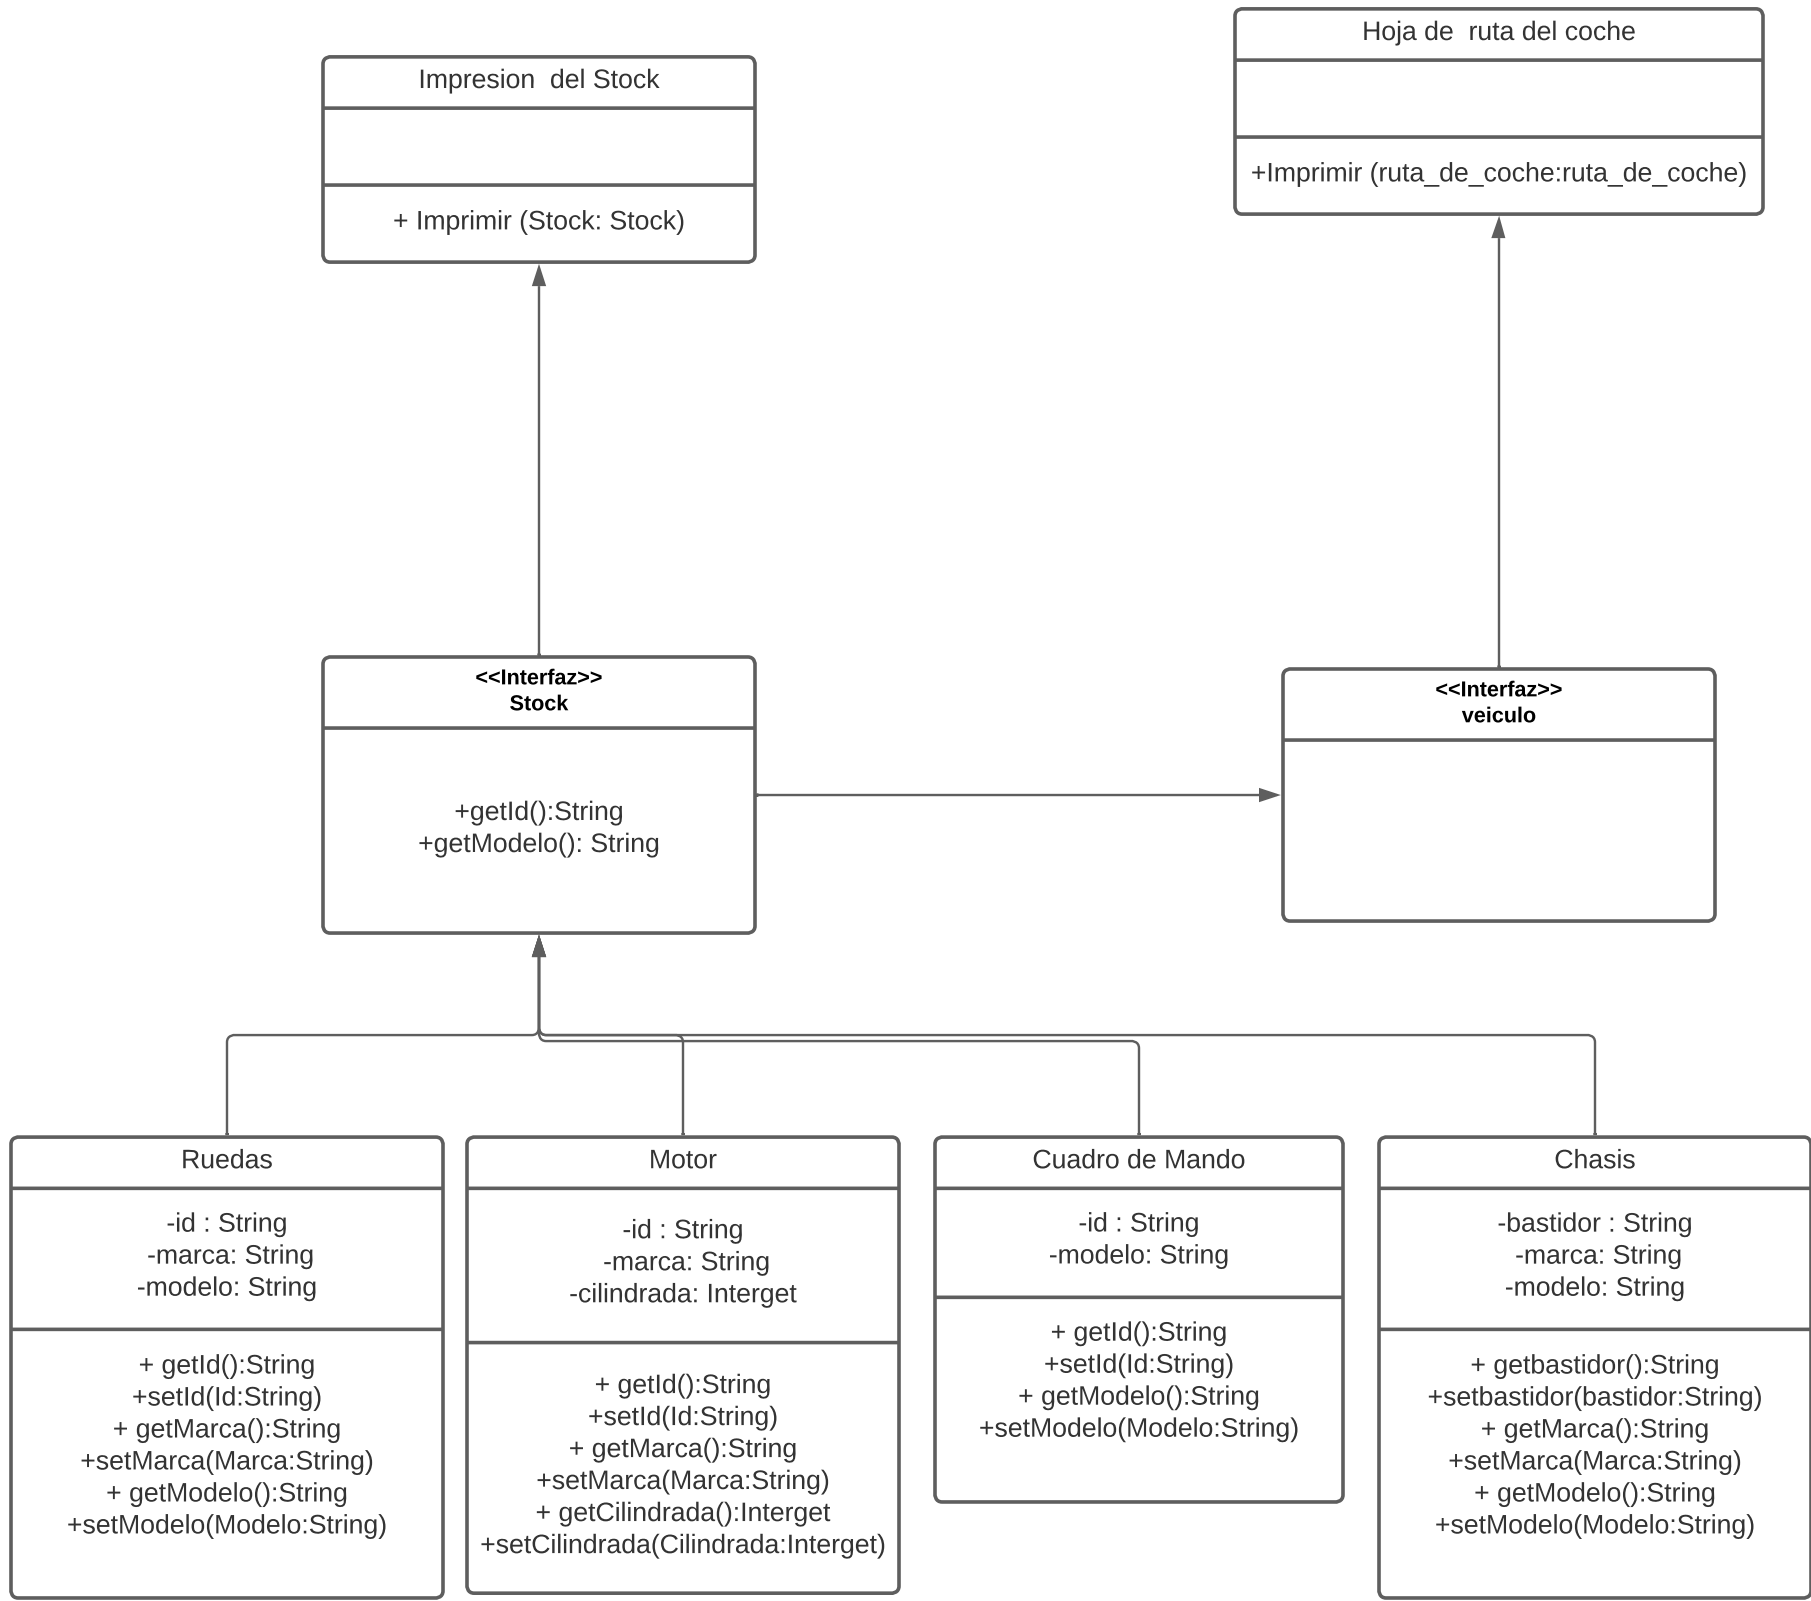 Hoja de  ruta del coche
+Imprimir (ruta_de_coche:ruta_de_coche)
Impresion  del Stock
+ Imprimir (Stock: Stock)
<<Interfaz>>
Stock
+getId():String
+getModelo(): String
<<Interfaz>>
veiculo
Ruedas
-id : String
-marca: String
-modelo: String
+ getId():String
+setId(Id:String)
+ getMarca():String
+setMarca(Marca:String)
+ getModelo():String
+setModelo(Modelo:String)
Motor
-id : String
-marca: String
-cilindrada: Interget
+ getId():String
+setId(Id:String)
+ getMarca():String
+setMarca(Marca:String)
+ getCilindrada():Interget
+setCilindrada(Cilindrada:Interget)
Cuadro de Mando
-id : String
-modelo: String
+ getId():String
+setId(Id:String)
+ getModelo():String
+setModelo(Modelo:String)
Chasis
-bastidor : String
-marca: String
-modelo: String
+ getbastidor():String
+setbastidor(bastidor:String)
+ getMarca():String
+setMarca(Marca:String)
+ getModelo():String
+setModelo(Modelo:String)